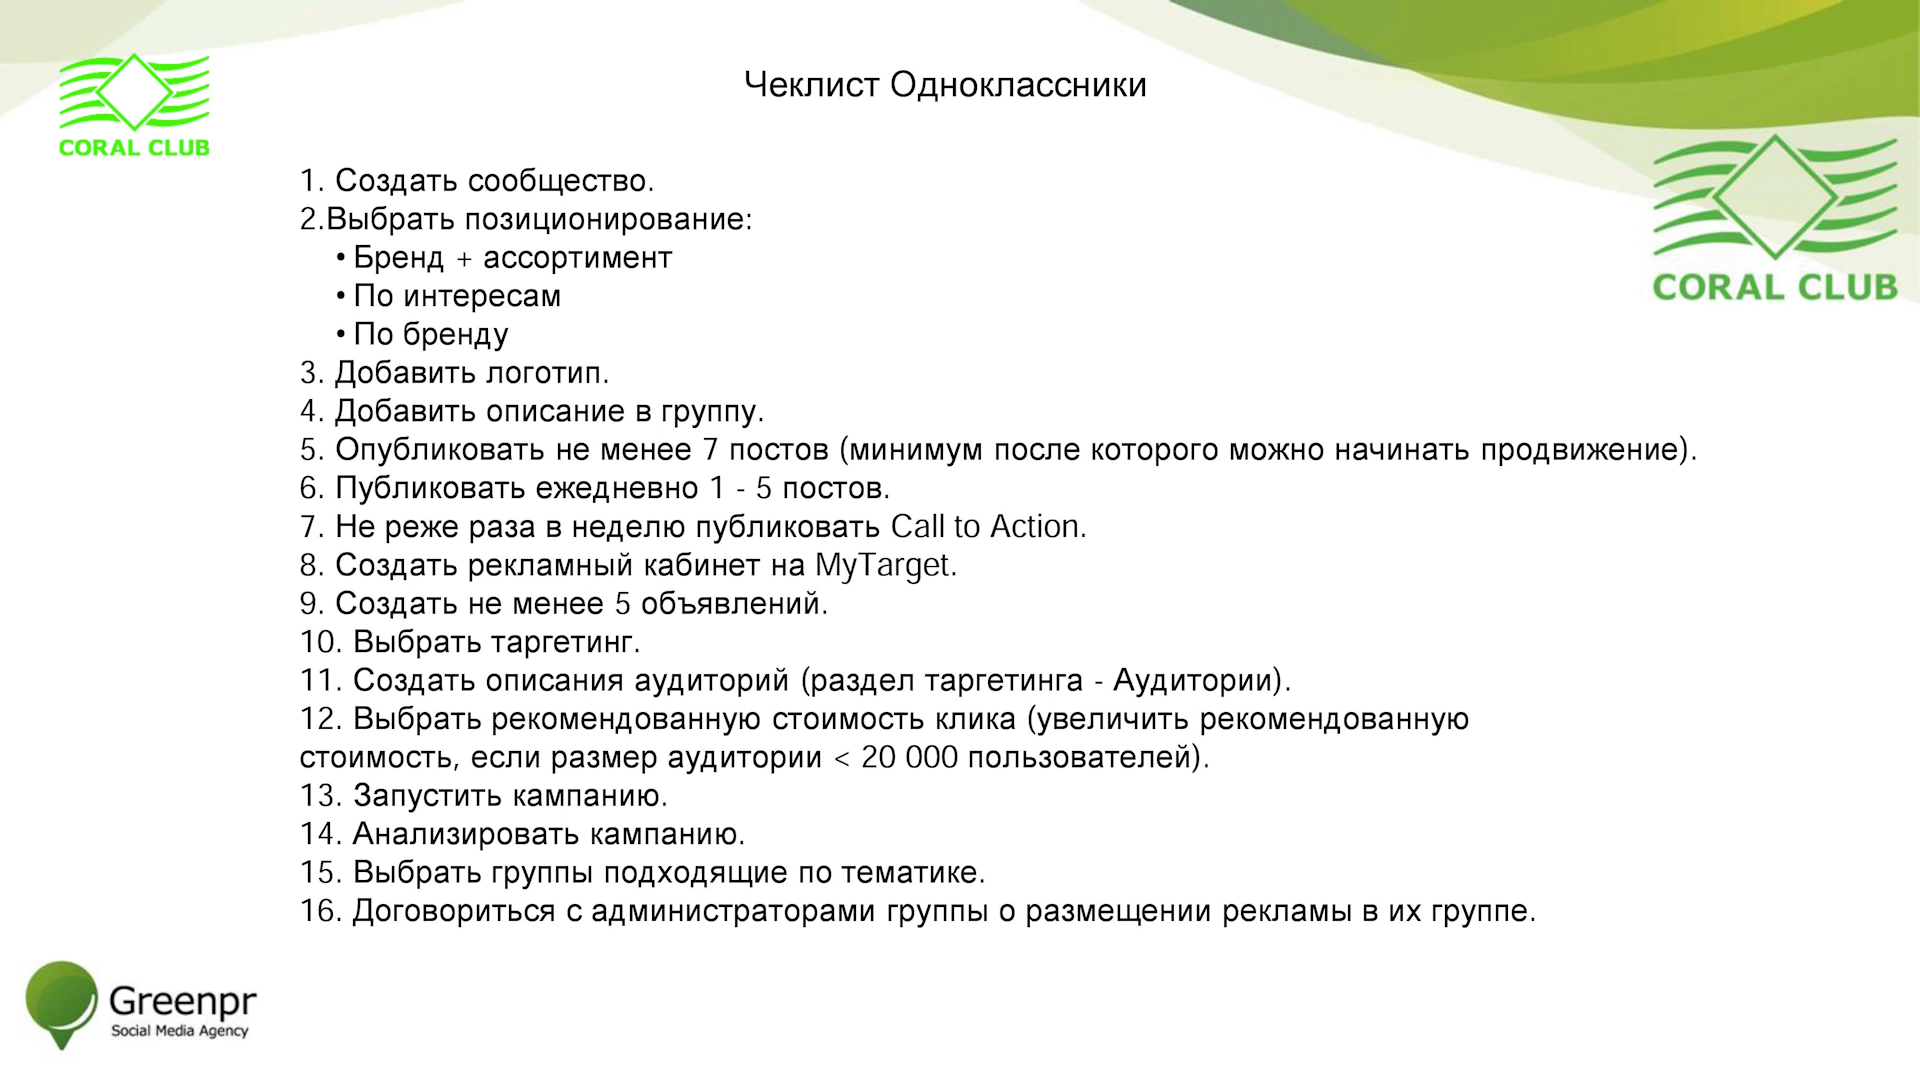 Чеклист Одноклассники
CORAL CLUB
CORAL CLUB
1. Создать сообщество.
2.Выбрать позиционирование:
• Бренд + ассортимент
• По интересам
• По бренду
3. Добавить логотип.
4. Добавить описание в группу.
5. Опубликовать не менее 7 постов (минимум после которого можно начинать продвижение).
6. Публиковать ежедневно 1 - 5 постов.
7. Не реже раза в неделю публиковать Call to Action.
8. Создать рекламный кабинет на MyTarget.
9. Создать не менее 5 объявлений.
10. Выбрать таргетинг.
11. Создать описания аудиторий (раздел таргетинга - Аудитории).
12. Выбрать рекомендованную стоимость клика (увеличить рекомендованную
стоимость, если размер аудитории < 20 000 пользователей).
13. Запустить кампанию.
14. Анализировать кампанию.
15. Выбрать группы подходящие по тематике.
16. Договориться с администраторами группы о размещении рекламы в их группе.
Greenpr
Social Media Agency